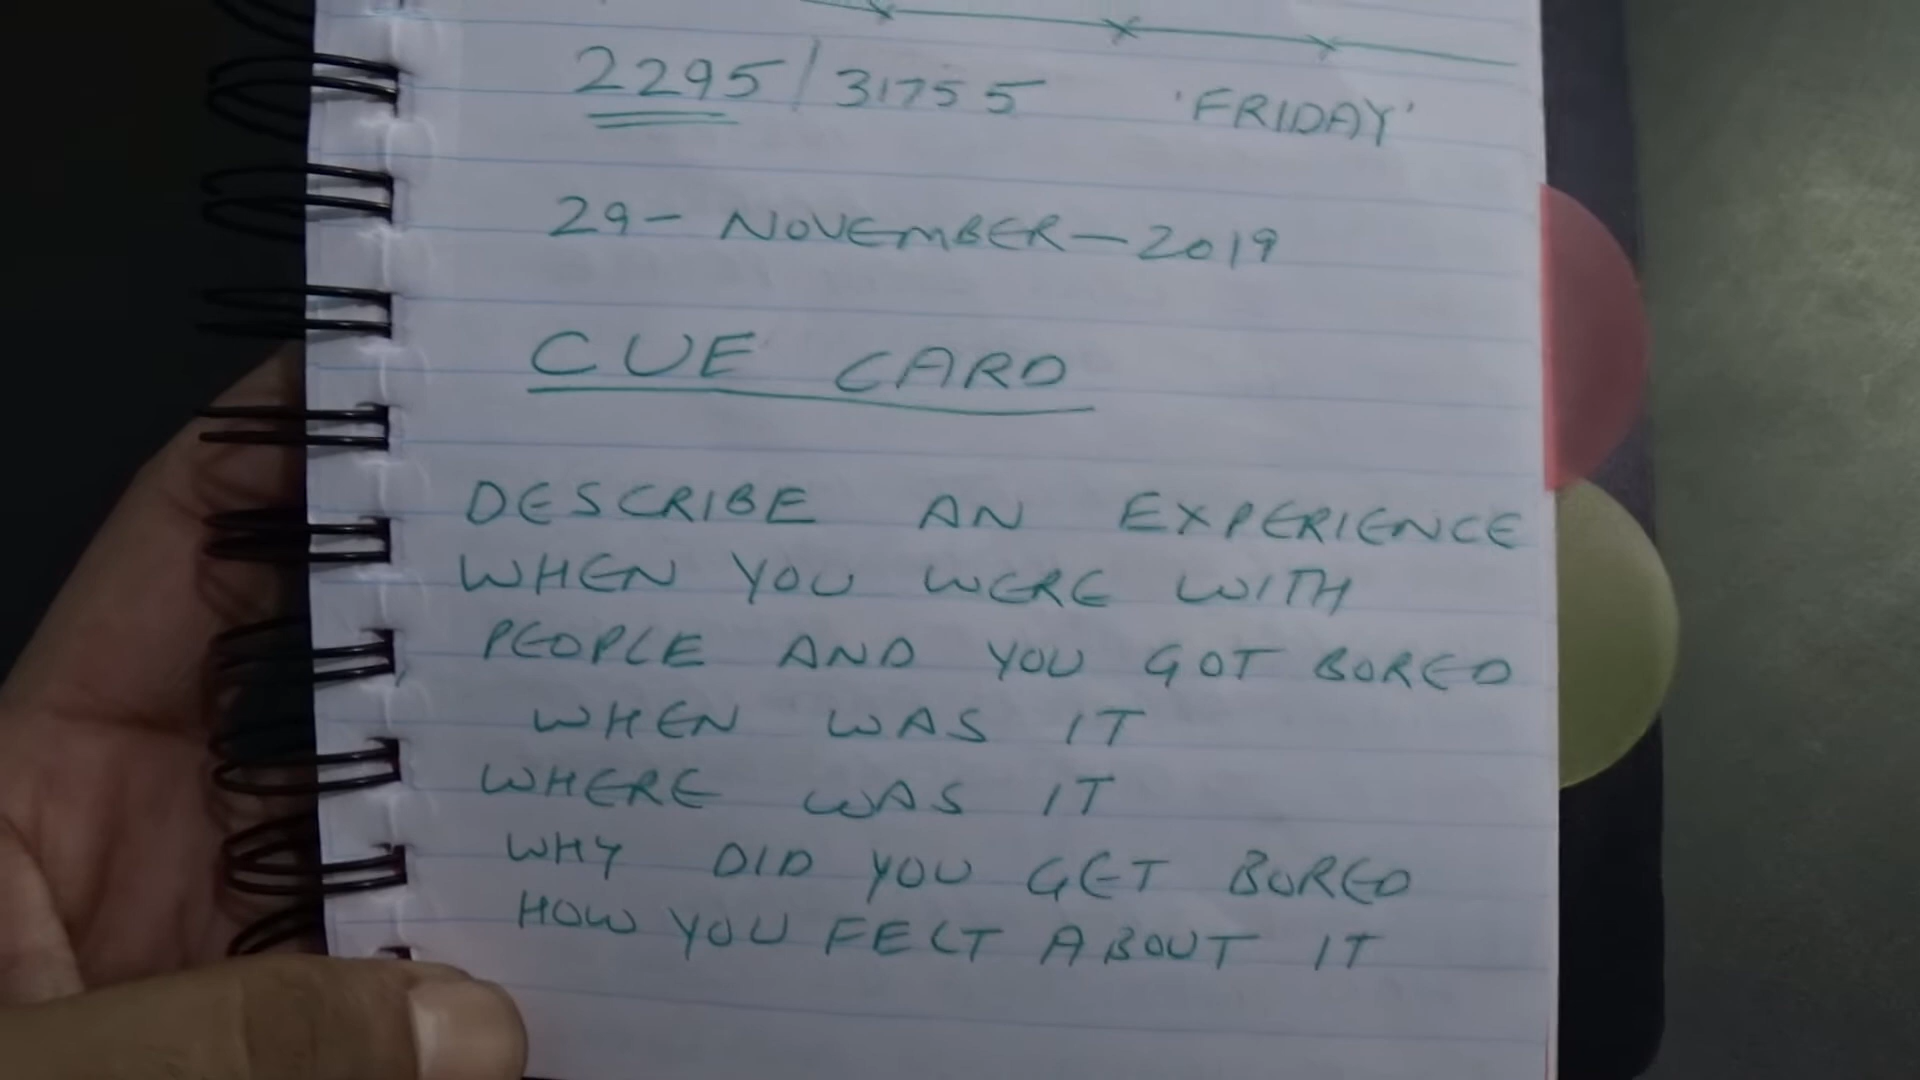 2295/31755 'FRIDAY'
29- NOVEMBER-2019
CUE CARD
DESCRIBE AN EXPERIENCE
WHEN YOU WERE WITH
PEOPLE AND YOU GOT BORED
WHEN WAS IT
WHERE WAS IT
WHY DID YOU GET BORED
HOW YOU FELT ABOUT IT